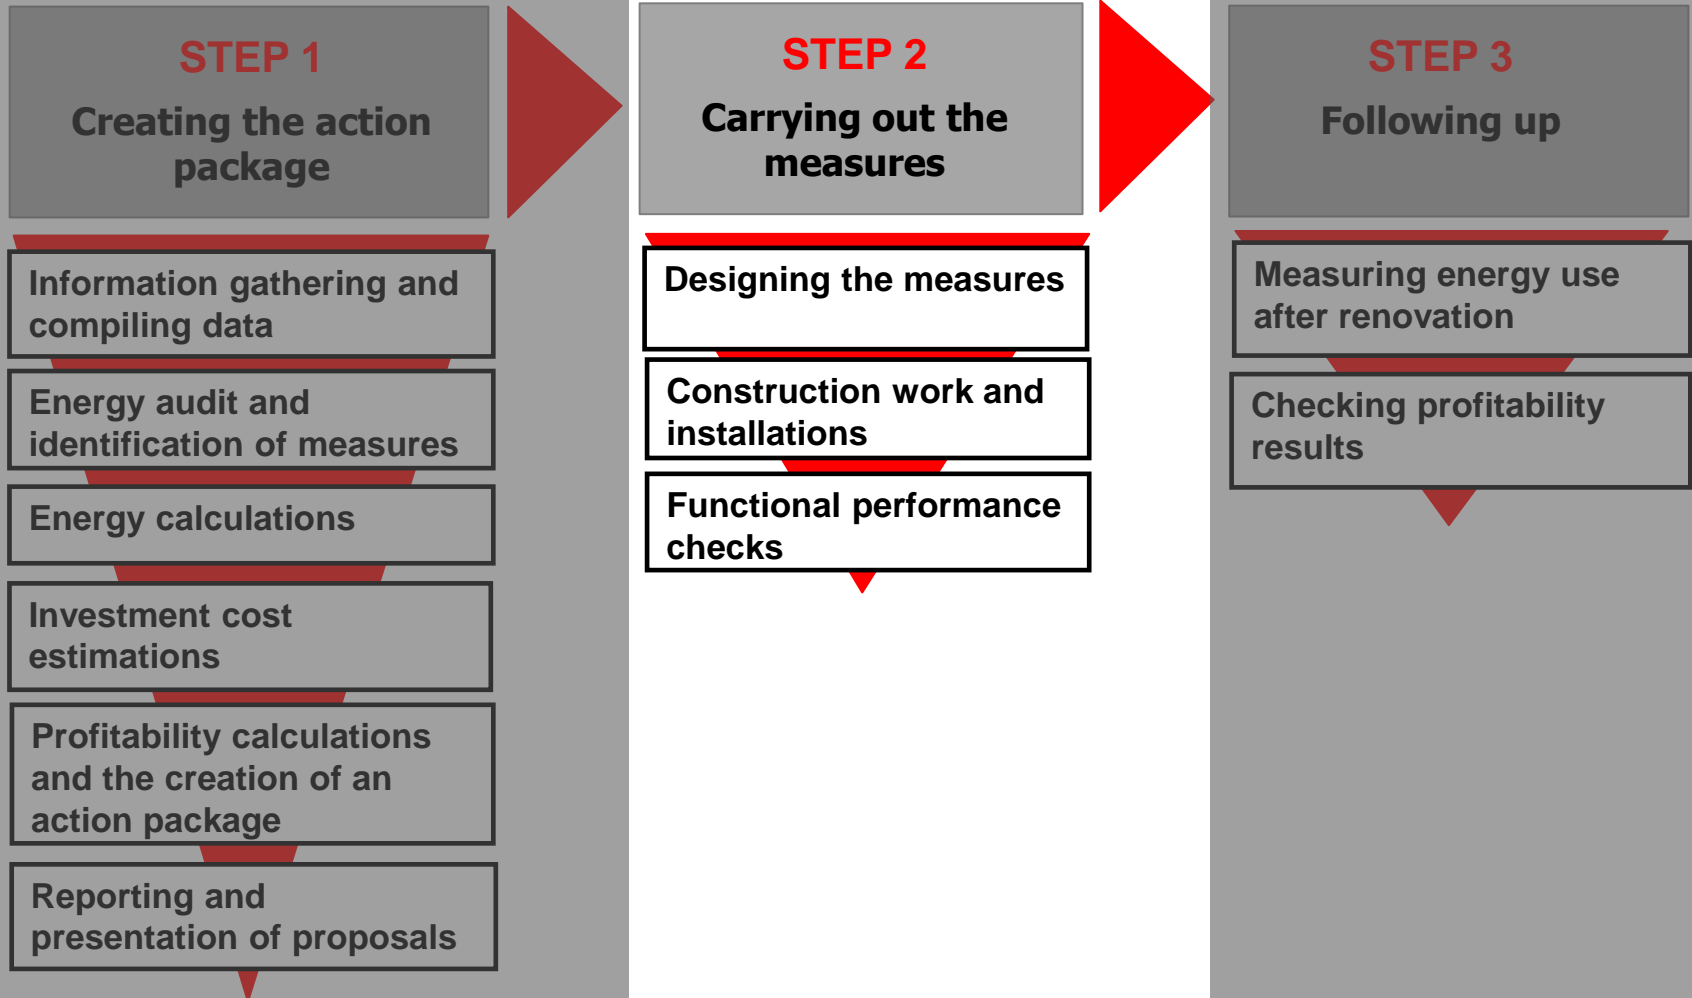 STEP 1
Creating the action
package
Information gathering and
compiling data
Energy audit and
identification of measures
Energy calculations
Investment cost
estimations
Profitability calculations
and the creation of an
action package
Reporting and
presentation of proposals
STEP 2
Carrying out the
measures
Designing the measures
Construction work and
installations
Functional performance
checks
STEP 3
Following up
Measuring energy use
after renovation
Checking profitability
results